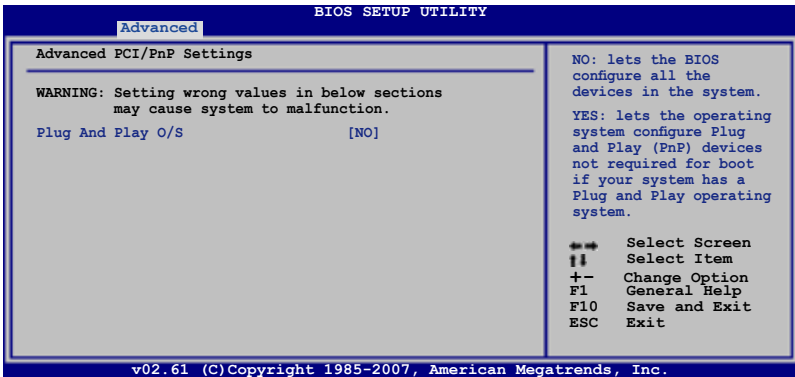 BIOS SETUP UTILITY
Advanced
Advanced PCI/PnP Settings
WARNING: Setting wrong values in below sections
may cause system to malfunction.
Plug And Play O/S [NO]
NO: lets the BIOS
configure all the
devices in the system.
YES: lets the operating
system configure Plug
and Play (PnP) devices
not required for boot
if your system has a
Plug and Play operating
system.
←→ Select Screen
↑↓ Select Item
+- Change Option
F1 General Help
F10 Save and Exit
ESC Exit
v02.61 (C)Copyright 1985-2007, American Megatrends, Inc.